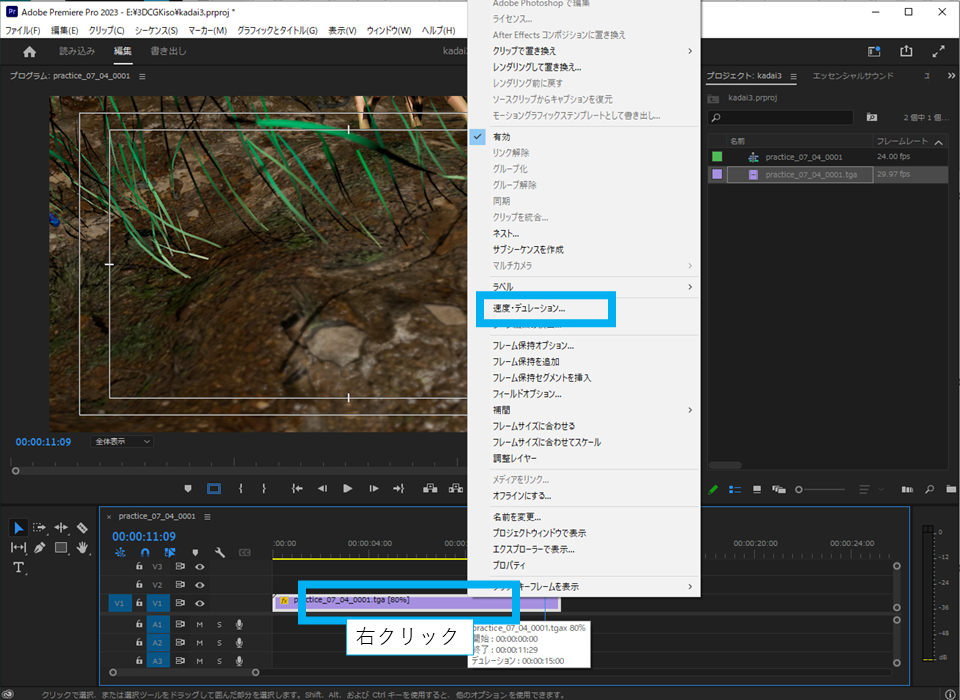 Adobe Premiere Pro 2023 - E:¥3DCGKiso¥kadai3.prproj *
ファイル(F) 編集(E) クリップ(C) シーケンス(S) マーカー(M) グラフィックとタイトル(G) 表示(V) ウィンドウ(W) ヘルプ(H)
読み込み 編集 書き出し kadai
プログラム: practice_07_04_0001
00:00:11:09 全体表示
Adobe Photoshop で編集
ライセンス...
After Effects コンポジションに置き換え
クリップで置き換え
レンダリングして置き換え...
レンダリング前に戻す
ソースクリップからキャプションを復元
モーショングラフィックステンプレートとして書き出し...
有効
リンク解除
グループ化
グループ解除
同期
クリップを統合...
ネスト...
サブシーケンスを作成
マルチカメラ
ラベル
速度・デュレーション...
フレーム保持オプション...
フレーム保持を追加
フレーム保持セグメントを挿入
フィールドオプション...
補間
フレームサイズに合わせる
フレームサイズに合わせてスケール
調整レイヤー
メディアをリンク...
オフラインにする...
名前を変更...
プロジェクトウィンドウで表示
エクスプローラーで表示...
プロパティ
キーフレームを表示
プロジェクト: kadai3 エッセンシャルサウンド エ
kadai3.prproj
2 個中 1 個...
名前 フレームレート
practice_07_04_0001 24.00 fps
practice_07_04_0001.tga 29.97 fps
practice_07_04_0001
00:00:11:09
:00:00 00:00:04:00 00:00 00:00:20:00 00:00:24:00
V3
V2
V1 V1 fx practice_07_04_0001.tga [80%]
A1 M S
A2 M S
A3 M S
T
右クリック
practice_07_04_0001.tgax 80%
開始 : 00:00:00:00
終了 : 00:00:11:29
デュレーション : 00:00:15:00
0
-12
-24
-36
-48
dB
クリックで選択、または選択ツールをドラッグして囲んだ部分を選択します。Shift、Alt、および Ctrl キーを使用すると、他のオプションを使用できます。